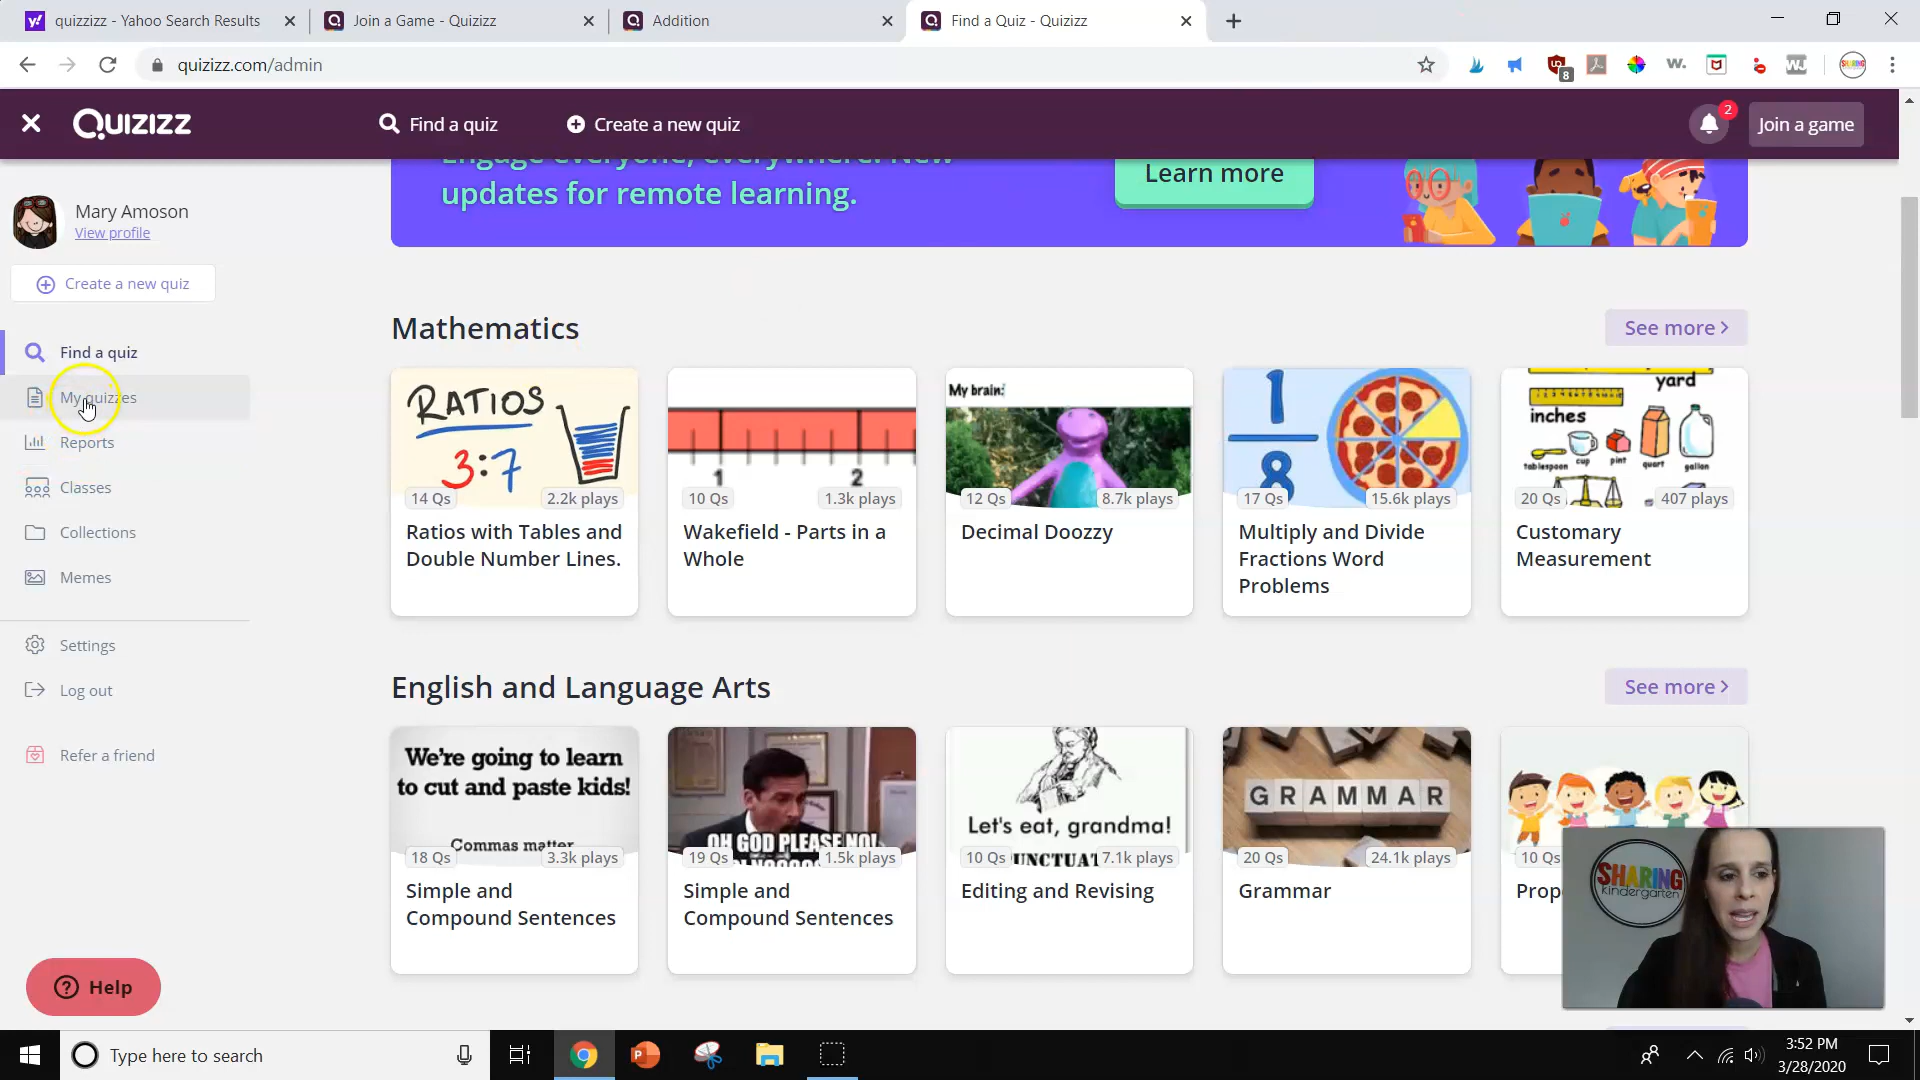 quizzizz - Yahoo Search Results
Join a Game - Quizizz
Addition
Find a Quiz - Quizizz
quizizz.com/admin
8
Quizizz
Find a quiz
Create a new quiz
2
Join a game
Engage everyone, everywhere. New
updates for remote learning.
Learn more
Mary Amoson
View profile
Create a new quiz
Find a quiz
My quizzes
Reports
Classes
Collections
Memes
Settings
Log out
Refer a friend
Help
Mathematics
See more
RATIOS
3:7
14 Qs
2.2k plays
Ratios with Tables and
Double Number Lines.
1
2
10 Qs
1.3k plays
Wakefield - Parts in a
Whole
My brain:
12 Qs
8.7k plays
Decimal Doozzy
1
8
17 Qs
15.6k plays
Multiply and Divide
Fractions Word
Problems
yard
inches
tablespoon
cup
pint
quart
gallon
20 Qs
407 plays
Customary
Measurement
English and Language Arts
See more
We're going to learn
to cut and paste kids!
Commas matter
18 Qs
3.3k plays
Simple and
Compound Sentences
OH GOD PLEASE NO!
19 Qs
1.5k plays
Simple and
Compound Sentences
Let's eat, grandma!
10 Qs
7.1k plays
Editing and Revising
GRAMMAR
20 Qs
24.1k plays
Grammar
10 Qs
SHARING
kindergarten
Type here to search
3:52 PM
3/28/2020